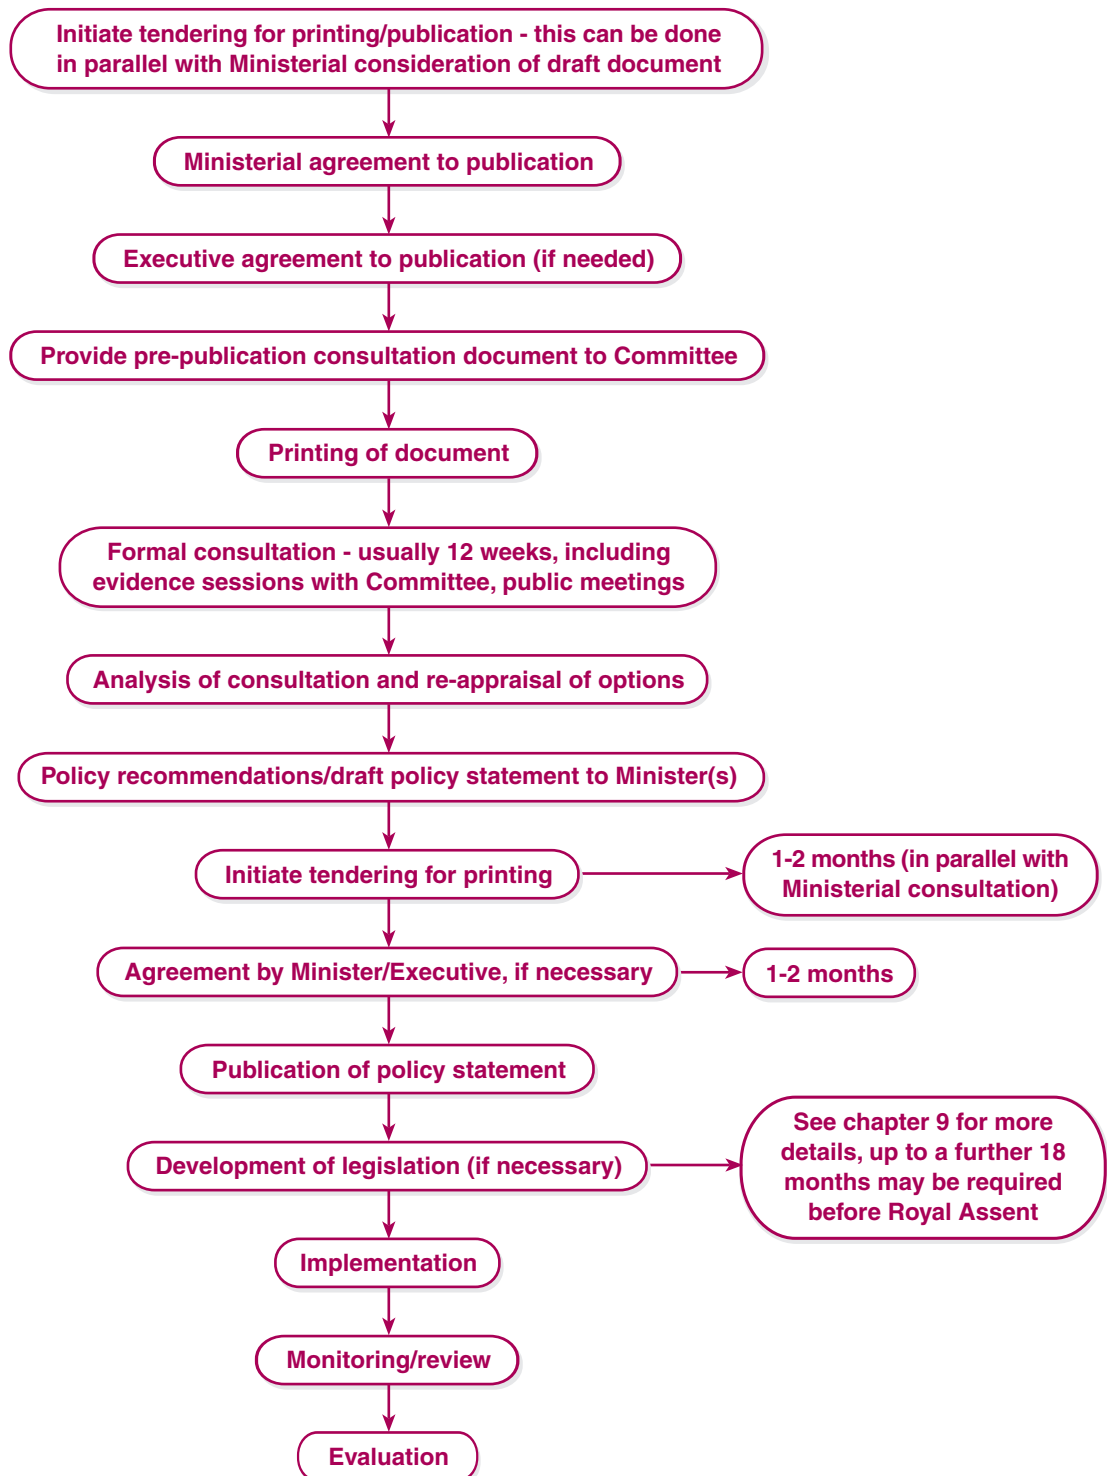 Initiate tendering for printing/publication - this can be done
in parallel with Ministerial consideration of draft document
Ministerial agreement to publication
Executive agreement to publication (if needed)
Provide pre-publication consultation document to Committee
Printing of document
Formal consultation - usually 12 weeks, including
evidence sessions with Committee, public meetings
Analysis of consultation and re-appraisal of options
Policy recommendations/draft policy statement to Minister(s)
Initiate tendering for printing
1-2 months (in parallel with
Ministerial consultation)
Agreement by Minister/Executive, if necessary
1-2 months
Publication of policy statement
Development of legislation (if necessary)
See chapter 9 for more
details, up to a further 18
months may be required
before Royal Assent
Implementation
Monitoring/review
Evaluation